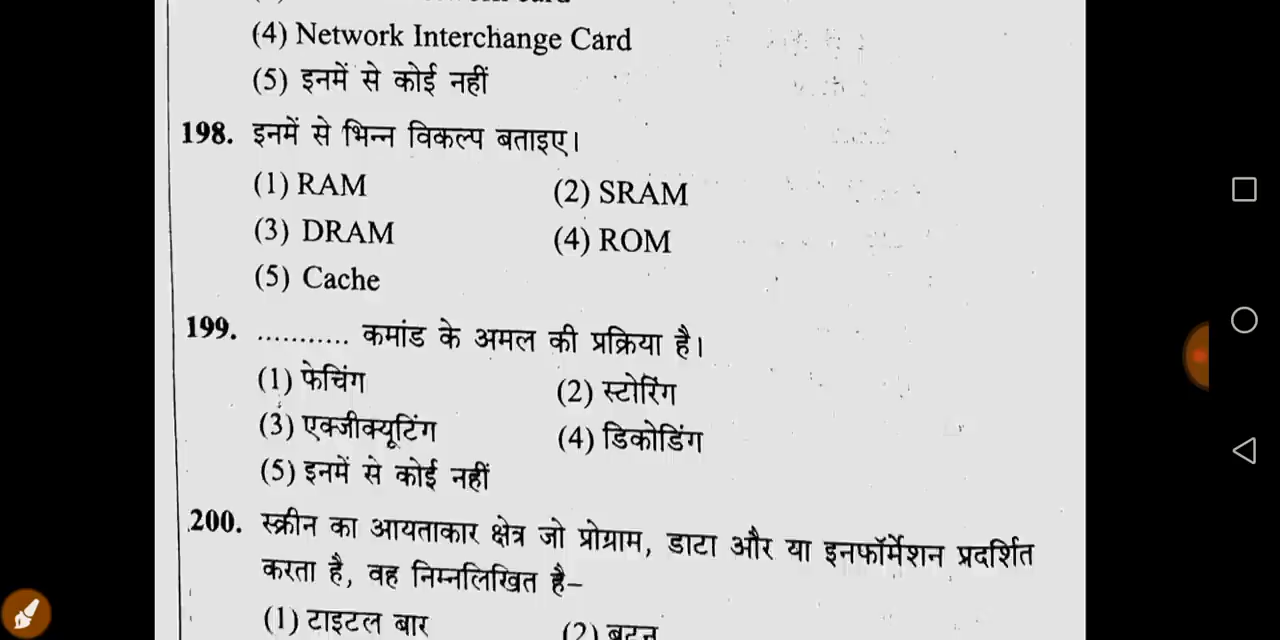 (4) Network Interchange Card
(5) इनमें से कोई नहीं
198. इनमें से भिन्न विकल्प बताइए।
(1) RAM (2) SRAM
(3) DRAM (4) ROM
(5) Cache
199. ........... कमांड के अमल की प्रक्रिया है।
(1) फेचिंग (2) स्टोरिंग
(3) एक्जीक्यूटिंग (4) डिकोडिंग
(5) इनमें से कोई नहीं
200. स्क्रीन का आयताकार क्षेत्र जो प्रोग्राम, डाटा और या इनफॉर्मेशन प्रदर्शित
करता है, वह निम्नलिखित है–
(1) टाइटल बार (2) बटन